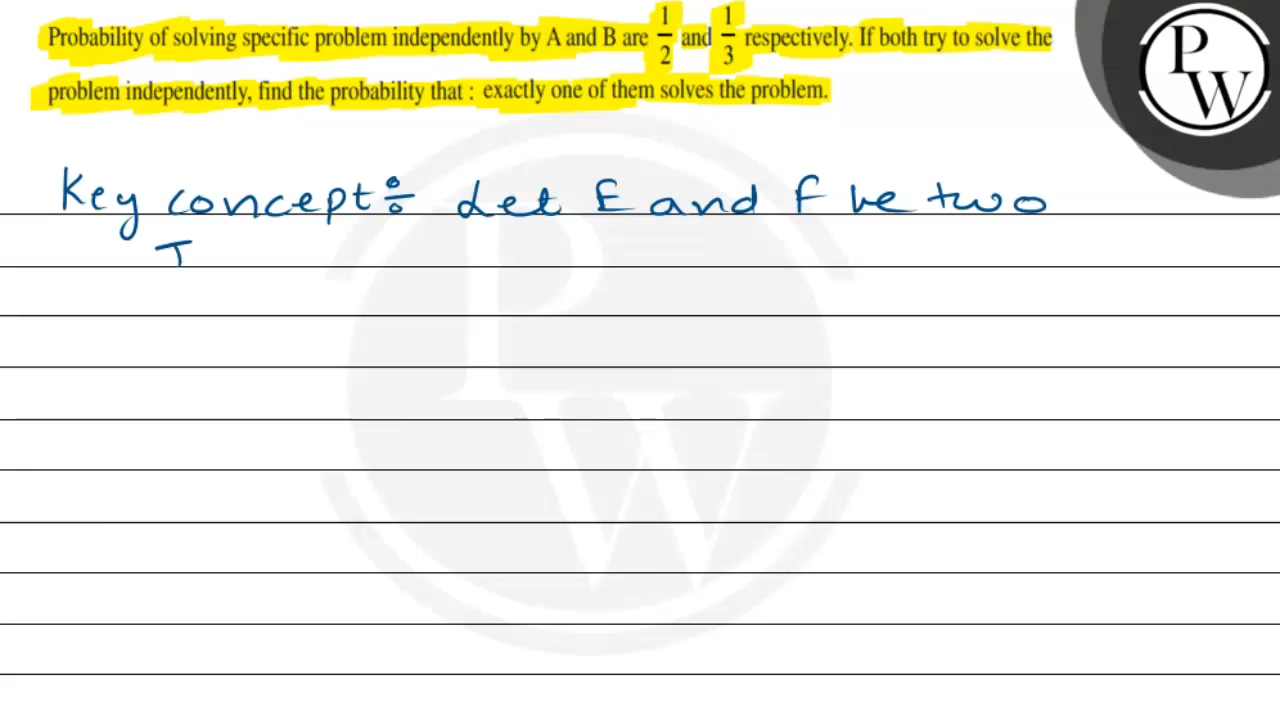 Probability of solving specific problem independently by A and B are 1/2 and 1/3 respectively. If both try to solve the
problem independently, find the probability that : exactly one of them solves the problem.
PW
Key concept: Let E and F be two